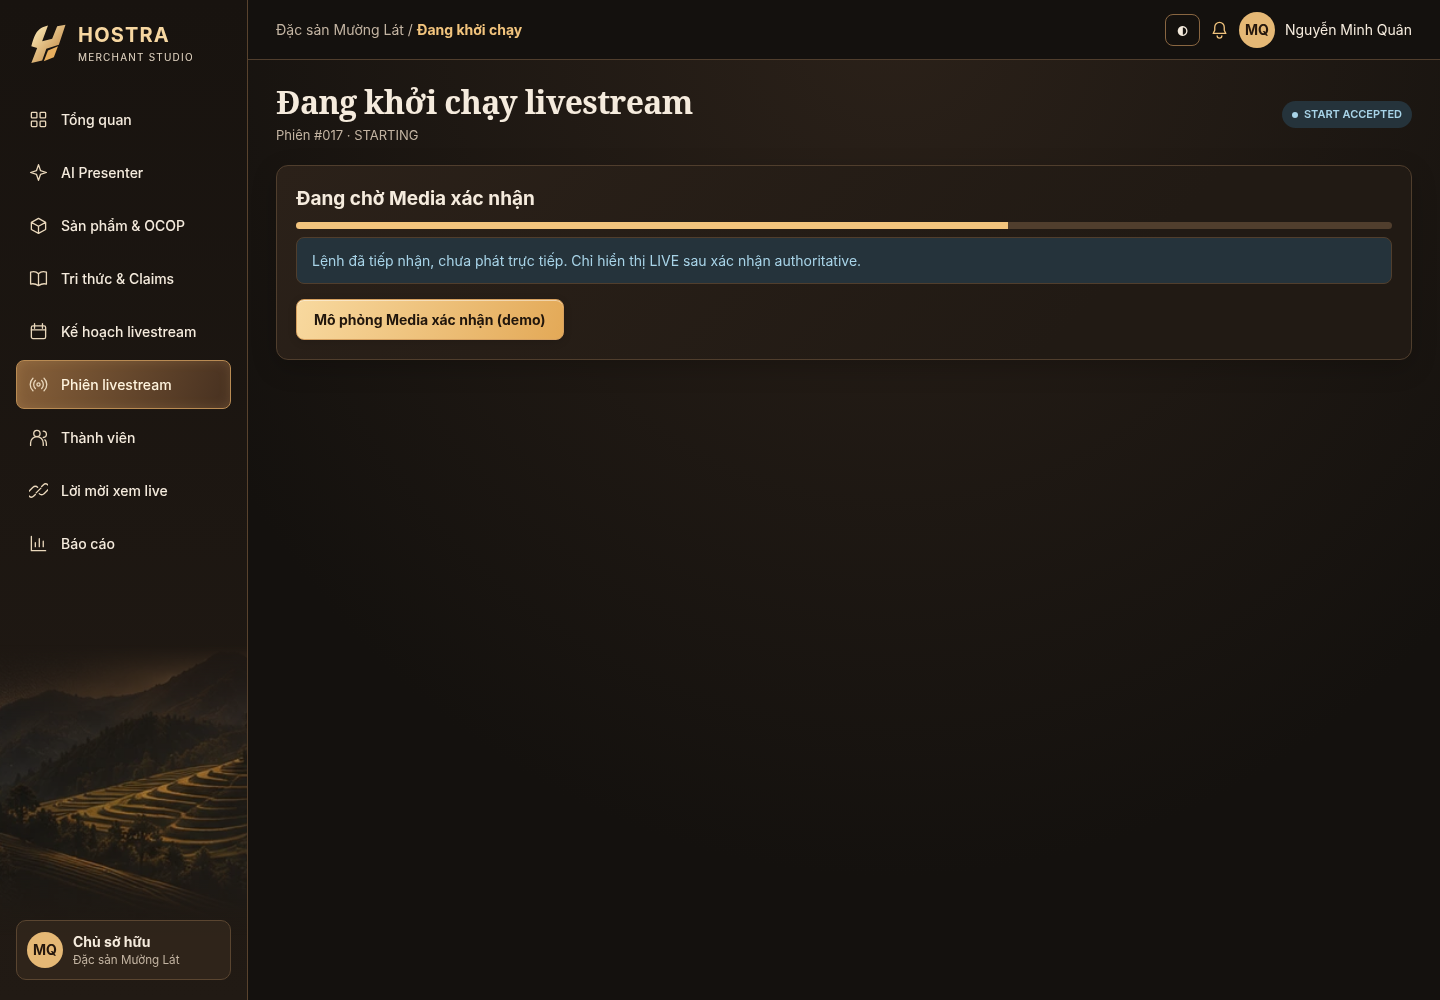 HOSTRA
MERCHANT STUDIO
Tổng quan
AI Presenter
Sản phẩm & OCOP
Tri thức & Claims
Kế hoạch livestream
Phiên livestream
Thành viên
Lời mời xem live
Báo cáo
MQ
Chủ sở hữu
Đặc sản Mường Lát
Đặc sản Mường Lát / Đang khởi chạy
MQ
Nguyễn Minh Quân
Đang khởi chạy livestream
Phiên #017 · STARTING
START ACCEPTED
Đang chờ Media xác nhận
Lệnh đã tiếp nhận, chưa phát trực tiếp. Chỉ hiển thị LIVE sau xác nhận authoritative.
Mô phỏng Media xác nhận (demo)